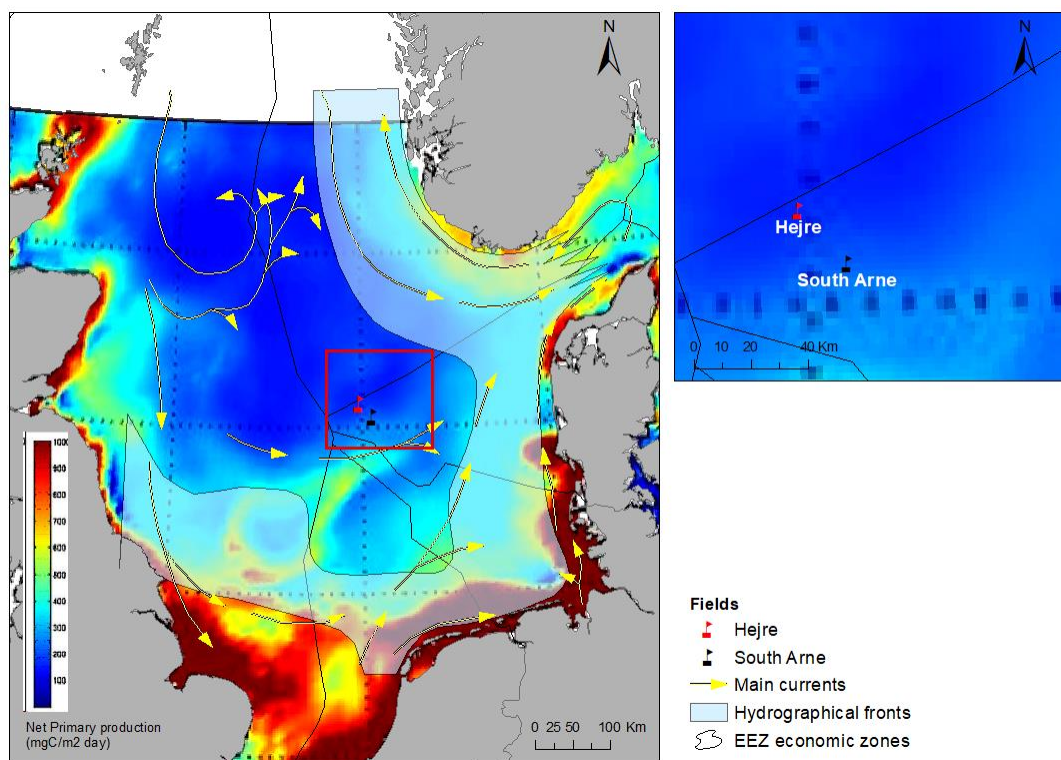 N
1000
900
800
700
600
500
400
300
200
100
Net Primary production
(mgC/m2 day)
0 25 50 100 Km
N
Hejre
South Arne
0 10 20 40 Km
Fields
Hejre
South Arne
Main currents
Hydrographical fronts
EEZ economic zones